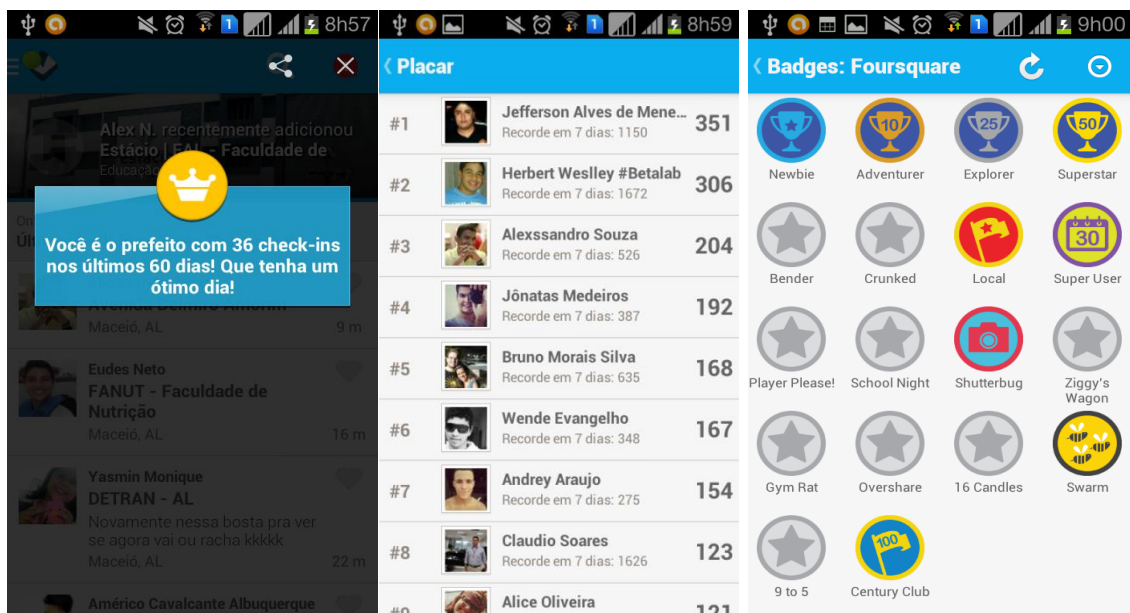 8h57
Alex N. recentemente adicionou
Estácio | FAL - Faculdade de
Educação
Você é o prefeito com 36 check-ins
nos últimos 60 dias! Que tenha um
ótimo dia!
Avenida Delmiro Amorim
Maceió, AL
9 m
Eudes Neto
FANUT - Faculdade de
Nutrição
Maceió, AL
16 m
Yasmin Monique
DETRAN - AL
Novamente nessa bosta pra ver
se agora vai ou racha kkkkk
Maceió, AL
22 m
Américo Cavalcante Albuquerque
8h59
Placar
#1
Jefferson Alves de Mene...
Recorde em 7 dias: 1150
351
#2
Herbert Weslley #Betalab
Recorde em 7 dias: 1672
306
#3
Alexssandro Souza
Recorde em 7 dias: 526
204
#4
Jônatas Medeiros
Recorde em 7 dias: 387
192
#5
Bruno Morais Silva
Recorde em 7 dias: 635
168
#6
Wende Evangelho
Recorde em 7 dias: 348
167
#7
Andrey Araujo
Recorde em 7 dias: 275
154
#8
Claudio Soares
Recorde em 7 dias: 1626
123
#9
Alice Oliveira
121
9h00
Badges: Foursquare
10
25
50
Newbie
Adventurer
Explorer
Superstar
30
Bender
Crunked
Local
Super User
Player Please!
School Night
Shutterbug
Ziggy's
Wagon
Gym Rat
Overshare
16 Candles
Swarm
100
9 to 5
Century Club